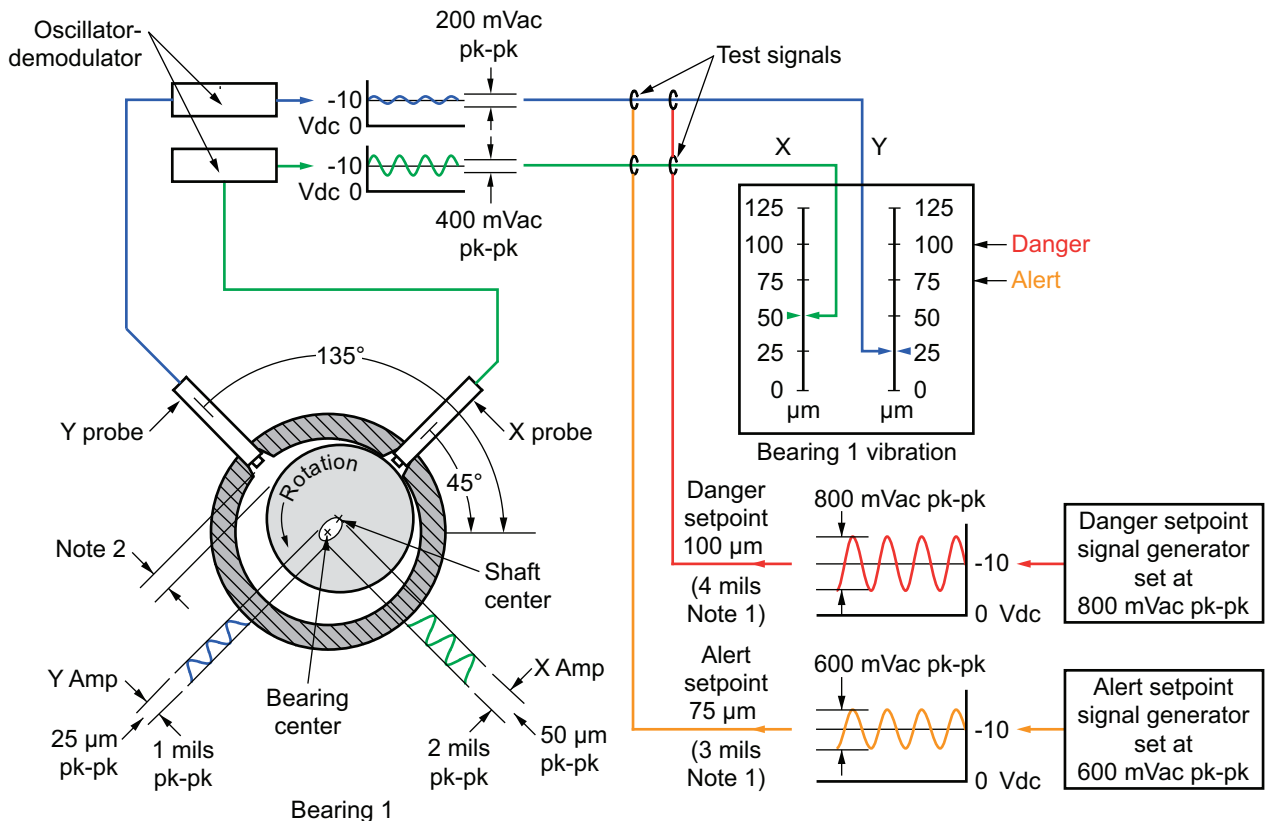 Oscillator-
demodulator
200 mVac
pk-pk
-10
Vdc 0
-10
Vdc 0
400 mVac
pk-pk
Test signals
X
Y
125
100
75
50
25
0
µm
125
100
75
50
25
0
µm
Danger
Alert
Bearing 1 vibration
135°
45°
Y probe
X probe
Rotation
Note 2
Shaft
center
Bearing
center
Y Amp
25 µm
pk-pk
1 mils
pk-pk
X Amp
2 mils
pk-pk
50 µm
pk-pk
Bearing 1
Danger
setpoint
100 µm
(4 mils
Note 1)
800 mVac pk-pk
-10
0 Vdc
Danger setpoint
signal generator
set at
800 mVac pk-pk
Alert
setpoint
75 µm
(3 mils
Note 1)
600 mVac pk-pk
-10
0 Vdc
Alert setpoint
signal generator
set at
600 mVac pk-pk